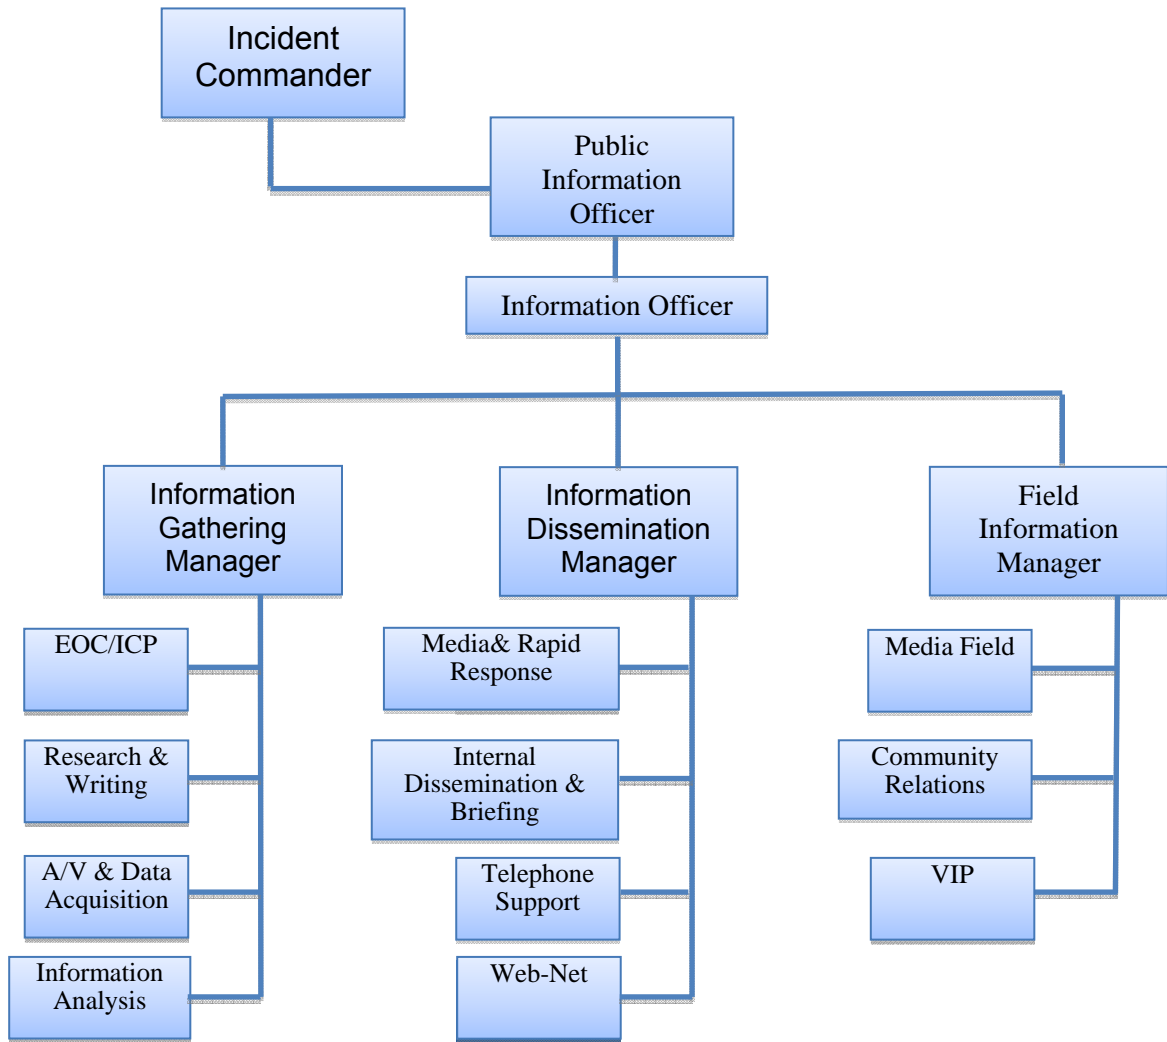 Incident
Commander
Public
Information
Officer
Information Officer
Information
Gathering
Manager
Information
Dissemination
Manager
Field
Information
Manager
EOC/ICP
Research &
Writing
A/V & Data
Acquisition
Information
Analysis
Media& Rapid
Response
Internal
Dissemination &
Briefing
Telephone
Support
Web-Net
Media Field
Community
Relations
VIP